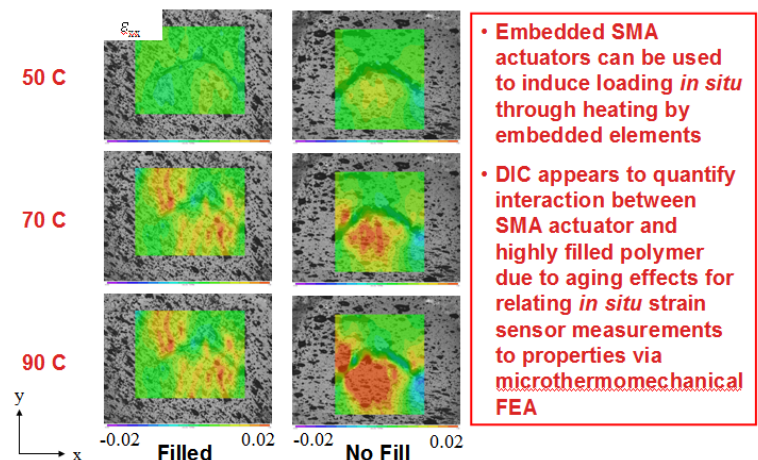 εxx
50 C
70 C
90 C
y
x
-0.02 0.02 -0.02 0.02
Filled No Fill
• Embedded SMA
actuators can be used
to induce loading in situ
through heating by
embedded elements
• DIC appears to quantify
interaction between
SMA actuator and
highly filled polymer
due to aging effects for
relating in situ strain
sensor measurements
to properties via
microthermomechanical
FEA